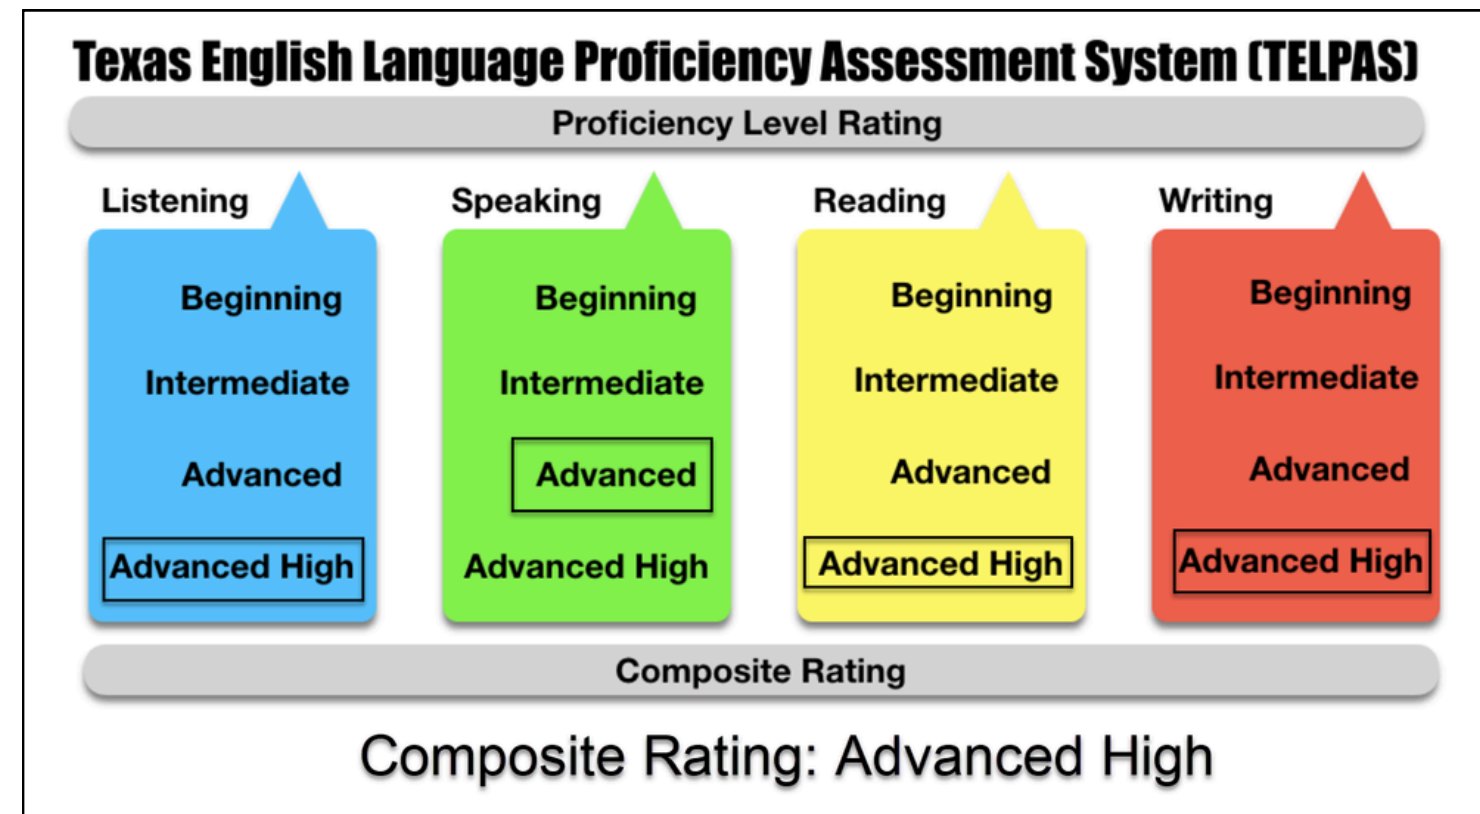 Texas English Language Proficiency Assessment System (TELPAS)
Proficiency Level Rating
Listening
Beginning
Intermediate
Advanced
Advanced High
Speaking
Beginning
Intermediate
Advanced
Advanced High
Reading
Beginning
Intermediate
Advanced
Advanced High
Writing
Beginning
Intermediate
Advanced
Advanced High
Composite Rating
Composite Rating: Advanced High